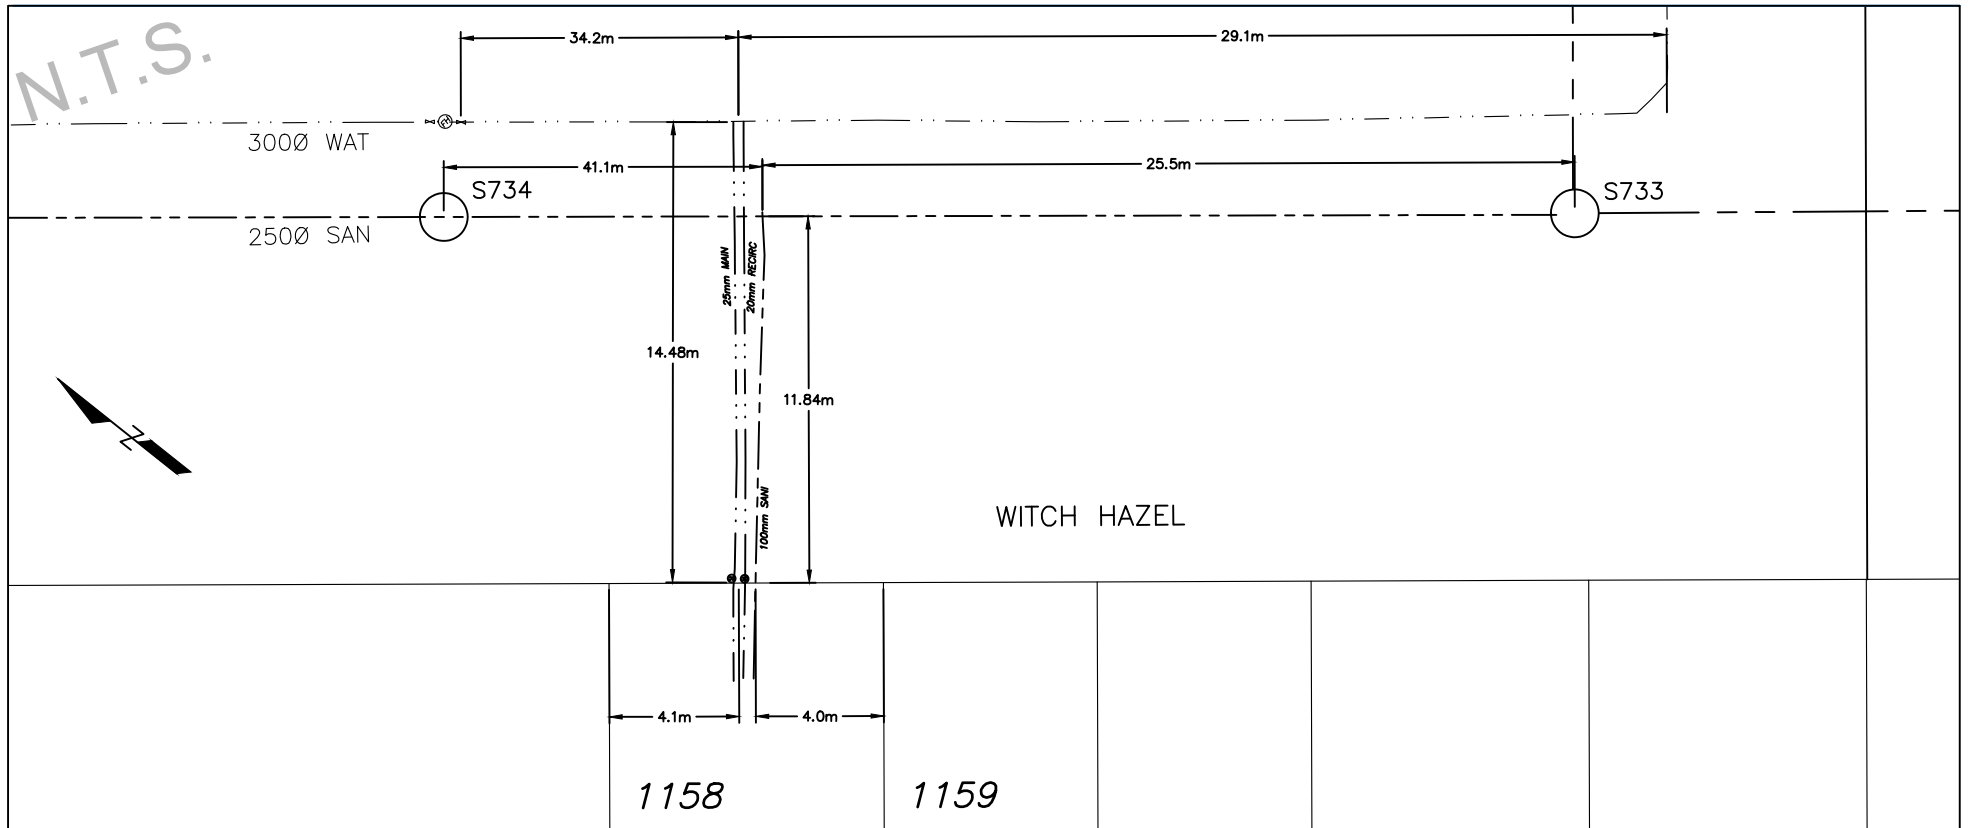 N.T.S.
34.2m
29.1m
300Ø WAT
41.1m
25.5m
S734
S733
250Ø SAN
25mm MAIN
20mm RECIRC
14.48m
11.84m
Z
100mm SANI
WITCH HAZEL
4.1m
4.0m
1158
1159